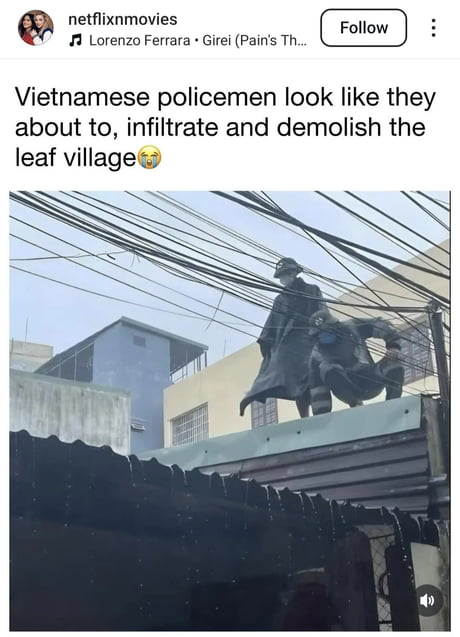 netflixnmovies
Lorenzo Ferrara • Girei (Pain's Th...
Follow
Vietnamese policemen look like they
about to, infiltrate and demolish the
leaf village😭